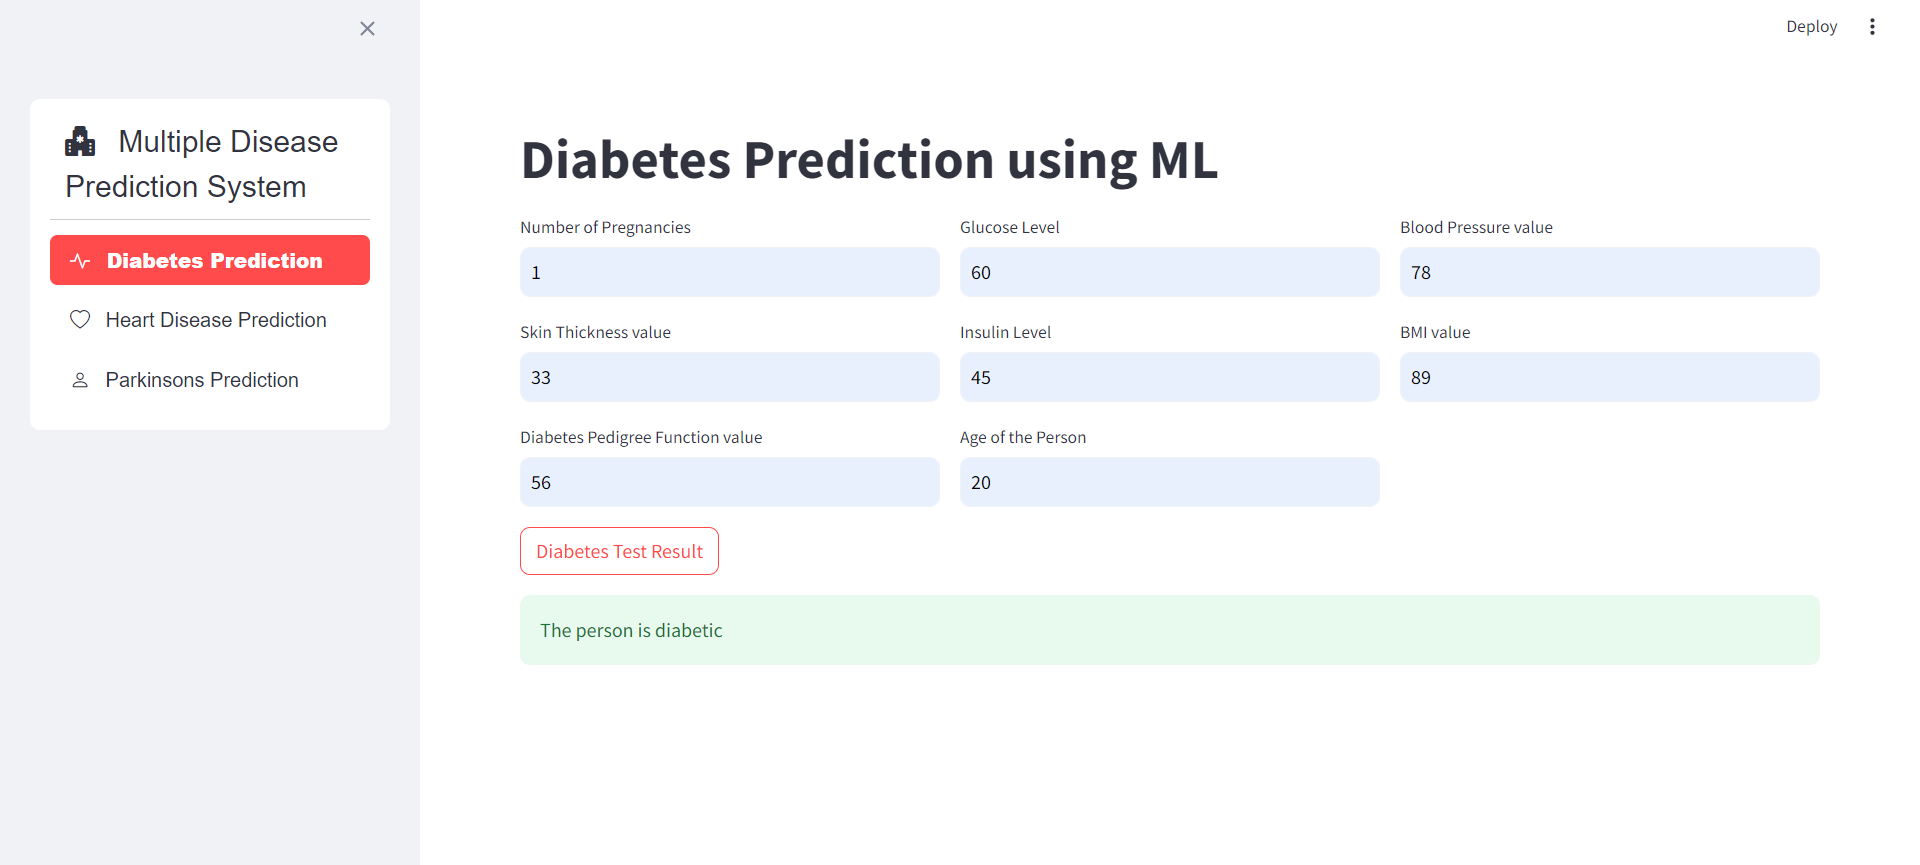 Deploy
Multiple Disease
Prediction System
Diabetes Prediction
Heart Disease Prediction
Parkinsons Prediction
Diabetes Prediction using ML
Number of Pregnancies
1
Glucose Level
60
Blood Pressure value
78
Skin Thickness value
33
Insulin Level
45
BMI value
89
Diabetes Pedigree Function value
56
Age of the Person
20
Diabetes Test Result
The person is diabetic